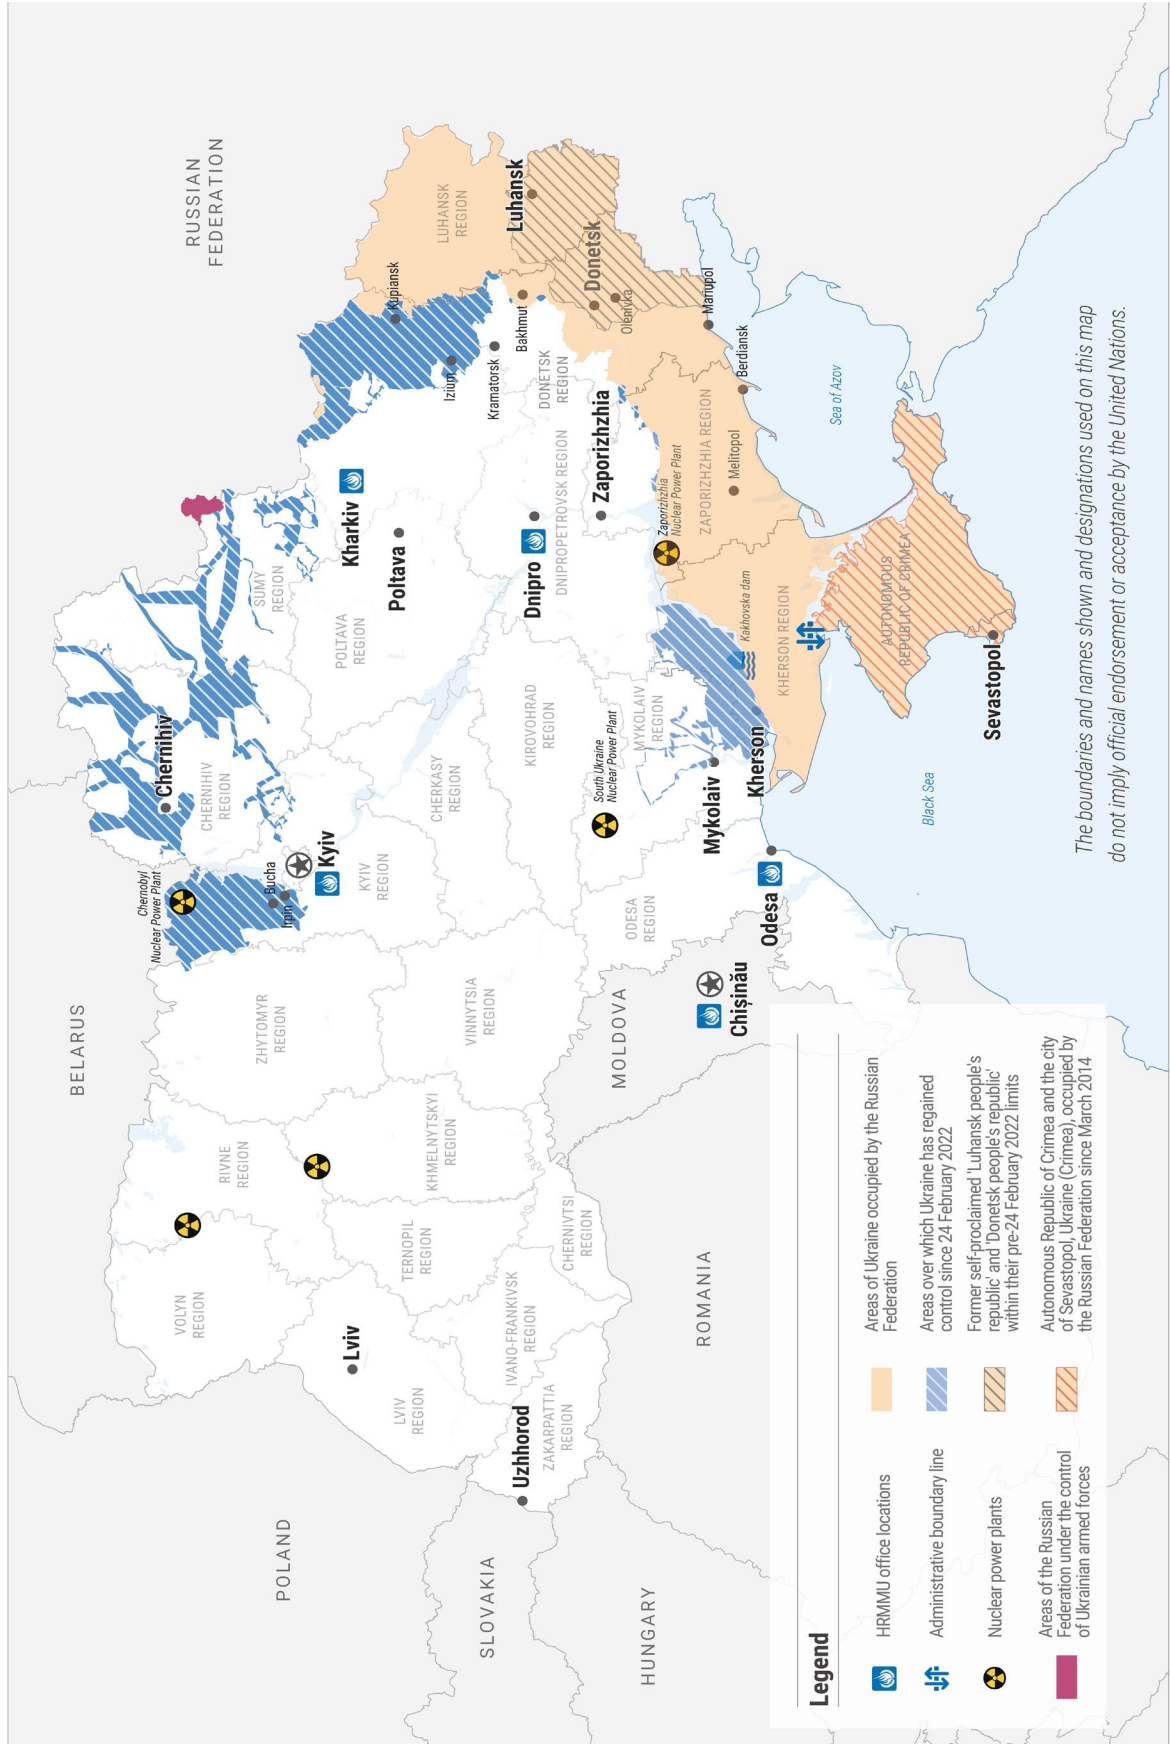 RUSSIAN
FEDERATION
BELARUS
POLAND
SLOVAKIA
HUNGARY
ROMANIA
MOLDOVA
VOLYN
REGION
RIVNE
REGION
ZHYTOMYR
REGION
Chernobyl
Nuclear Power Plant
Bucha
Irpin
Kyiv
KYIV
REGION
Chernihiv
CHERNIHIV
REGION
SUMY
REGION
Kharkiv
Poltava
POLTAVA
REGION
Kupiansk
Izium
Kramatorsk
LUHANSK
REGION
Luhansk
Bakhmut
Donetsk
Olenivka
DONETSK
REGION
Mariupol
Berdiansk
Lviv
LVIV
REGION
TERNOPIL
REGION
KHMELNYTSKYI
REGION
VINNYTSIA
REGION
CHERKASY
REGION
Uzhhorod
ZAKARPATTIA
REGION
IVANO-FRANKIVSK
REGION
CHERNIVTSI
REGION
KIROVOHRAD
REGION
Dnipro
DNIPROPETROVSK REGION
Zaporizhzhia
Zaporizhzhia
Nuclear Power Plant
ZAPORIZHZHIA REGION
Melitopol
South Ukraine
Nuclear Power Plant
MYKOLAIV
REGION
Mykolaiv
Kherson
Kakhovska dam
KHERSON REGION
ODESA
REGION
Odesa
Chișinău
AUTONOMOUS
REPUBLIC OF CRIMEA
Sevastopol
Sea of Azov
Black Sea
Legend
HRMMU office locations
Administrative boundary line
Nuclear power plants
Areas of the Russian
Federation under the control
of Ukrainian armed forces
Areas of Ukraine occupied by the Russian
Federation
Areas over which Ukraine has regained
control since 24 February 2022
Former self-proclaimed 'Luhansk people's
republic' and 'Donetsk people's republic'
within their pre-24 February 2022 limits
Autonomous Republic of Crimea and the city
of Sevastopol, Ukraine (Crimea), occupied by
the Russian Federation since March 2014
The boundaries and names shown and designations used on this map
do not imply official endorsement or acceptance by the United Nations.